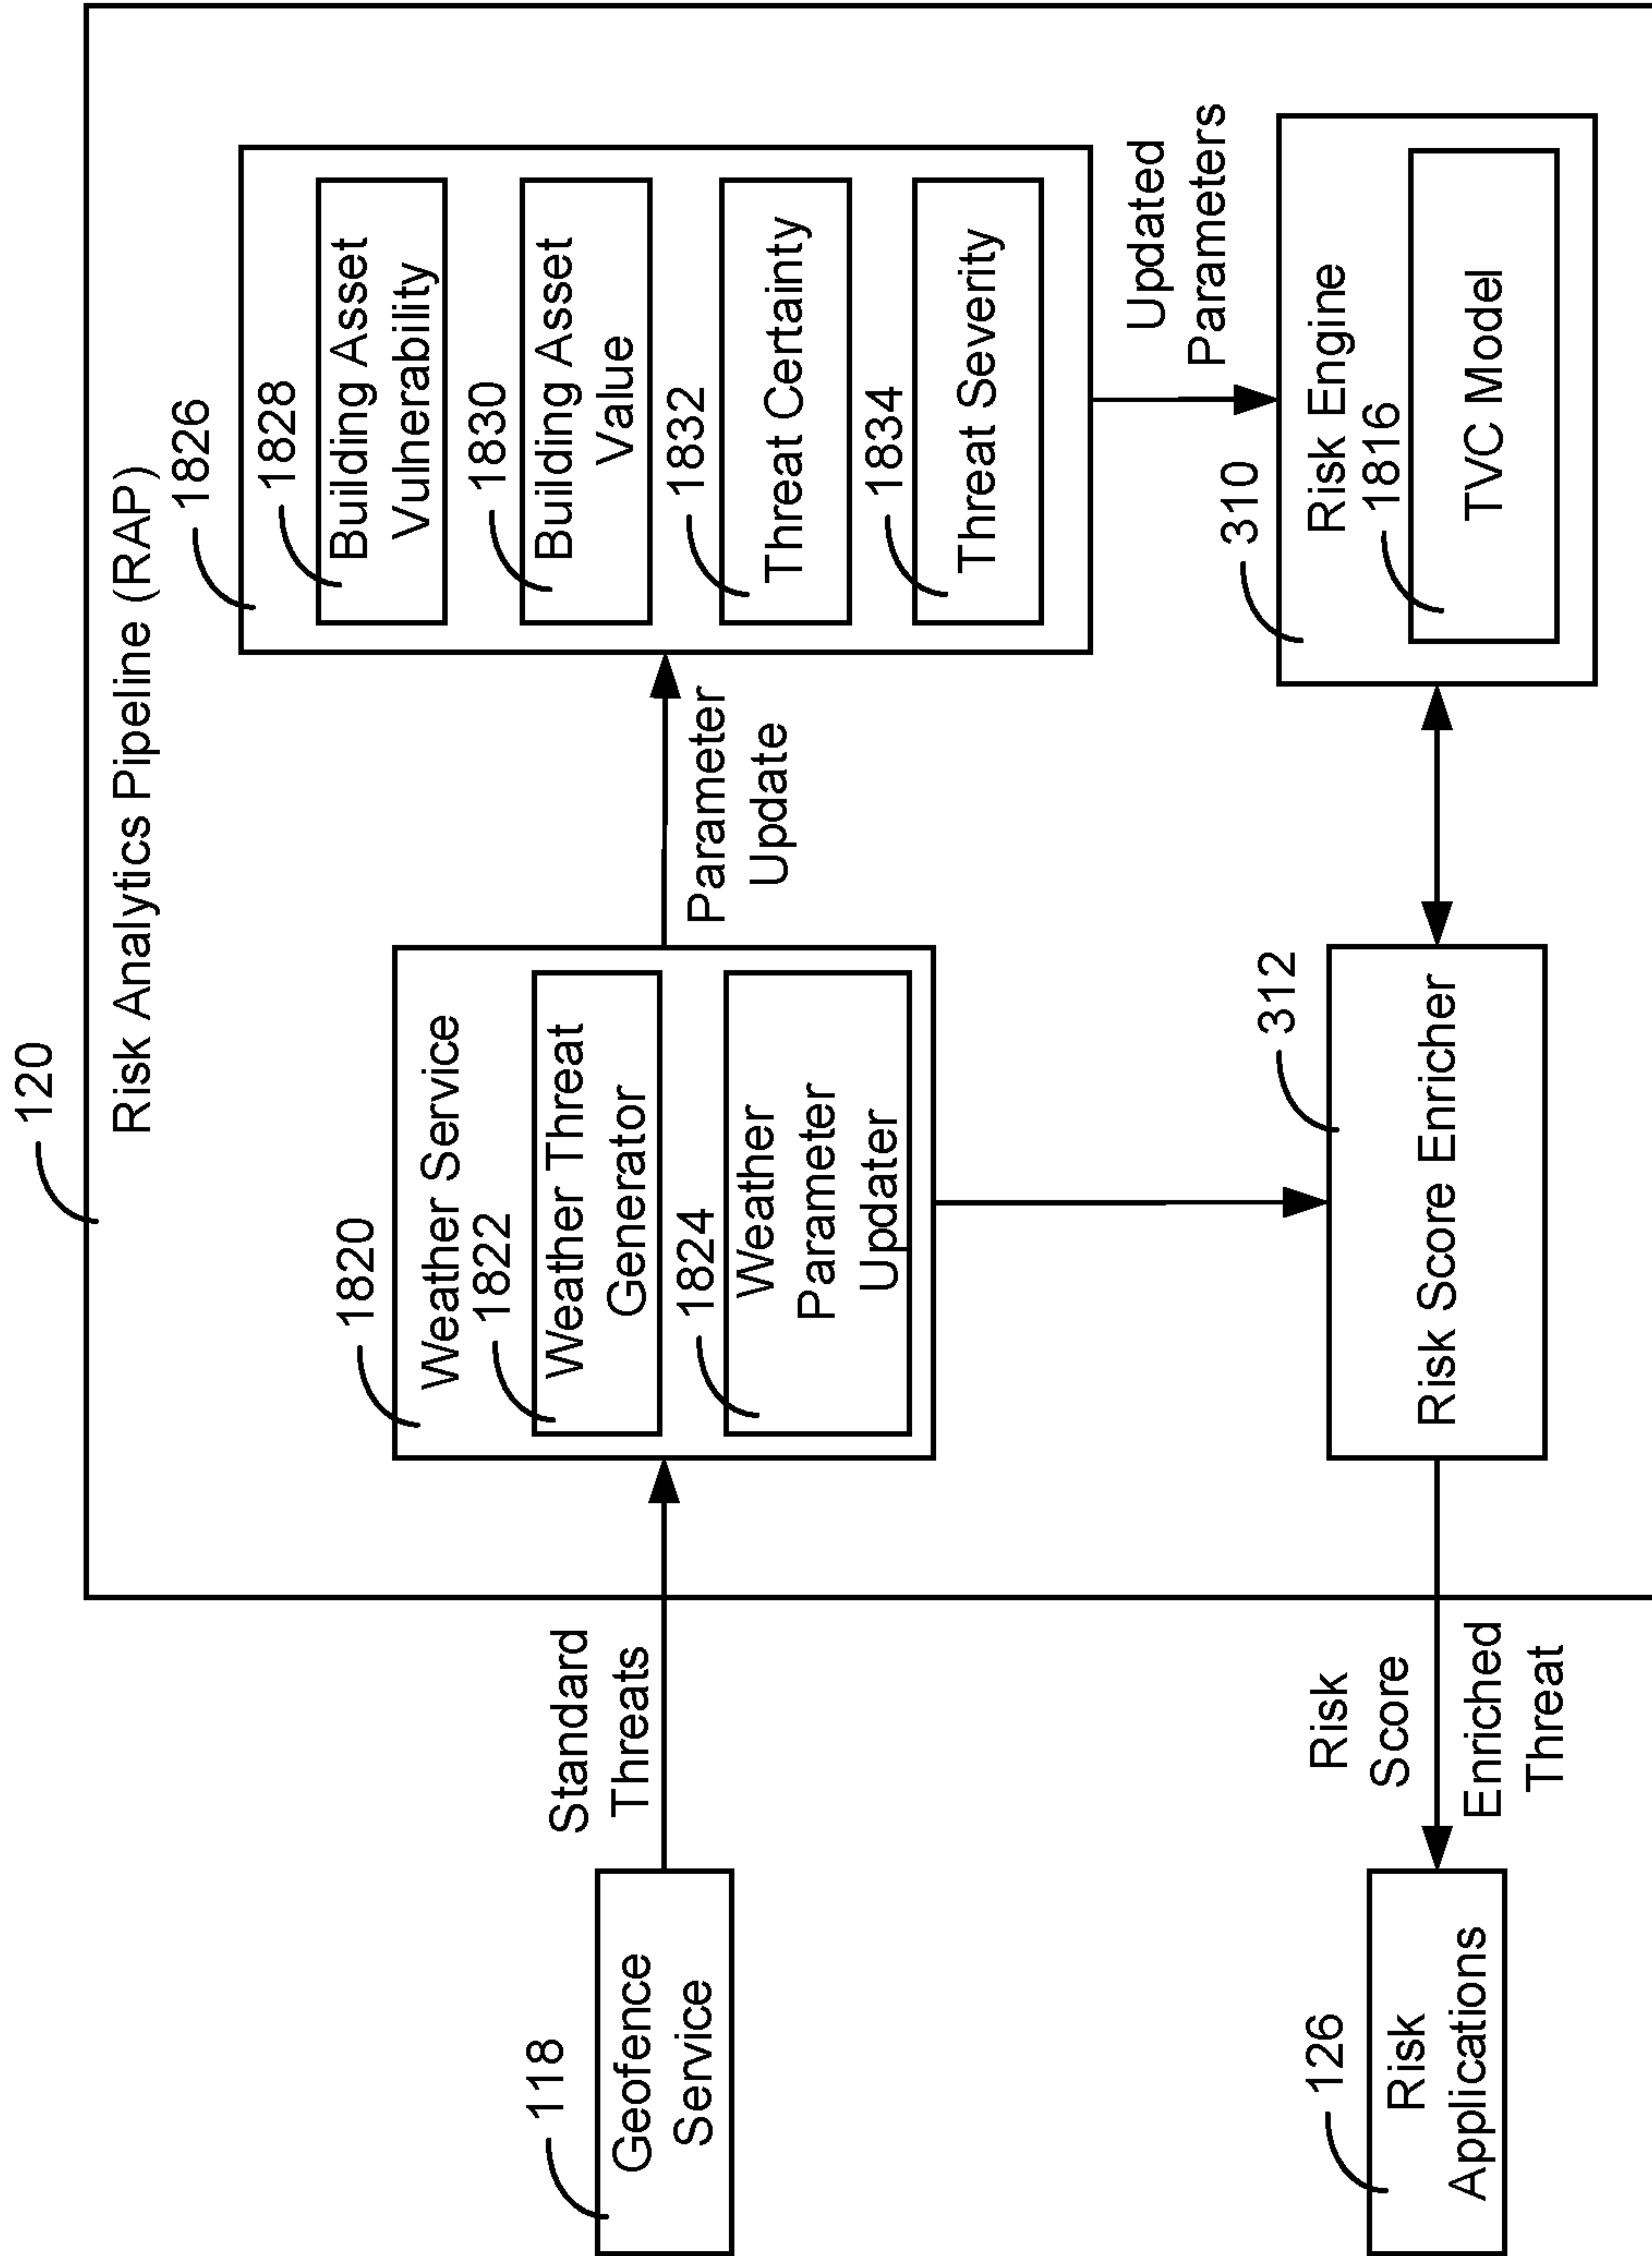 120
Risk Analytics Pipeline (RAP)
118
Geofence
Service
Standard
Threats
1820
Weather Service
1822
Weather Threat
Generator
1824
Weather
Parameter
Updater
Parameter
Update
1826
1828
Building Asset
Vulnerability
1830
Building Asset
Value
1832
Threat Certainty
1834
Threat Severity
Updated
Parameters
126
Risk
Applications
Risk
Score
Enriched
Threat
312
Risk Score Enricher
310
Risk Engine
1816
TVC Model